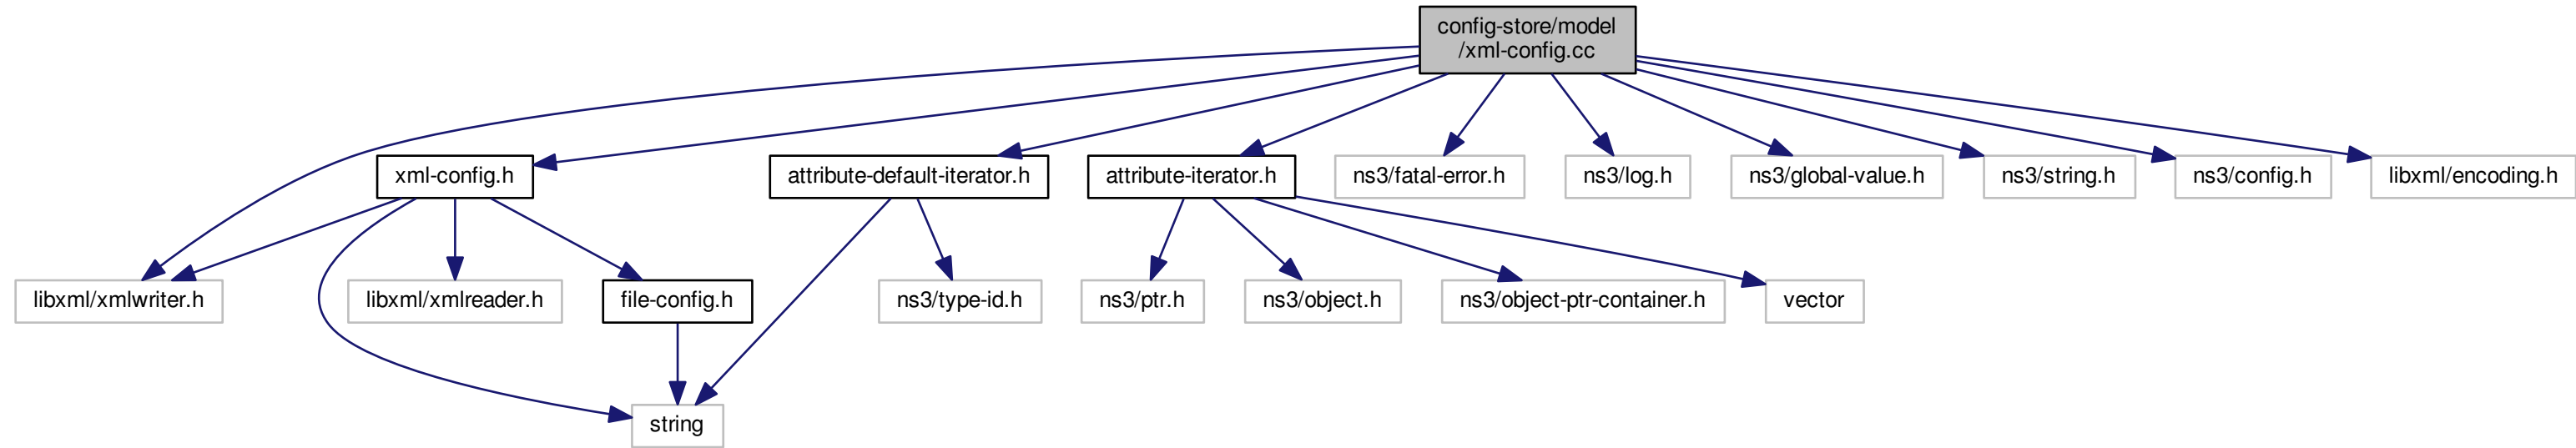 config-store/model
/xml-config.cc
xml-config.h
attribute-default-iterator.h
attribute-iterator.h
ns3/fatal-error.h
ns3/log.h
ns3/global-value.h
ns3/string.h
ns3/config.h
libxml/encoding.h
libxml/xmlwriter.h
libxml/xmlreader.h
file-config.h
ns3/type-id.h
ns3/ptr.h
ns3/object.h
ns3/object-ptr-container.h
vector
string